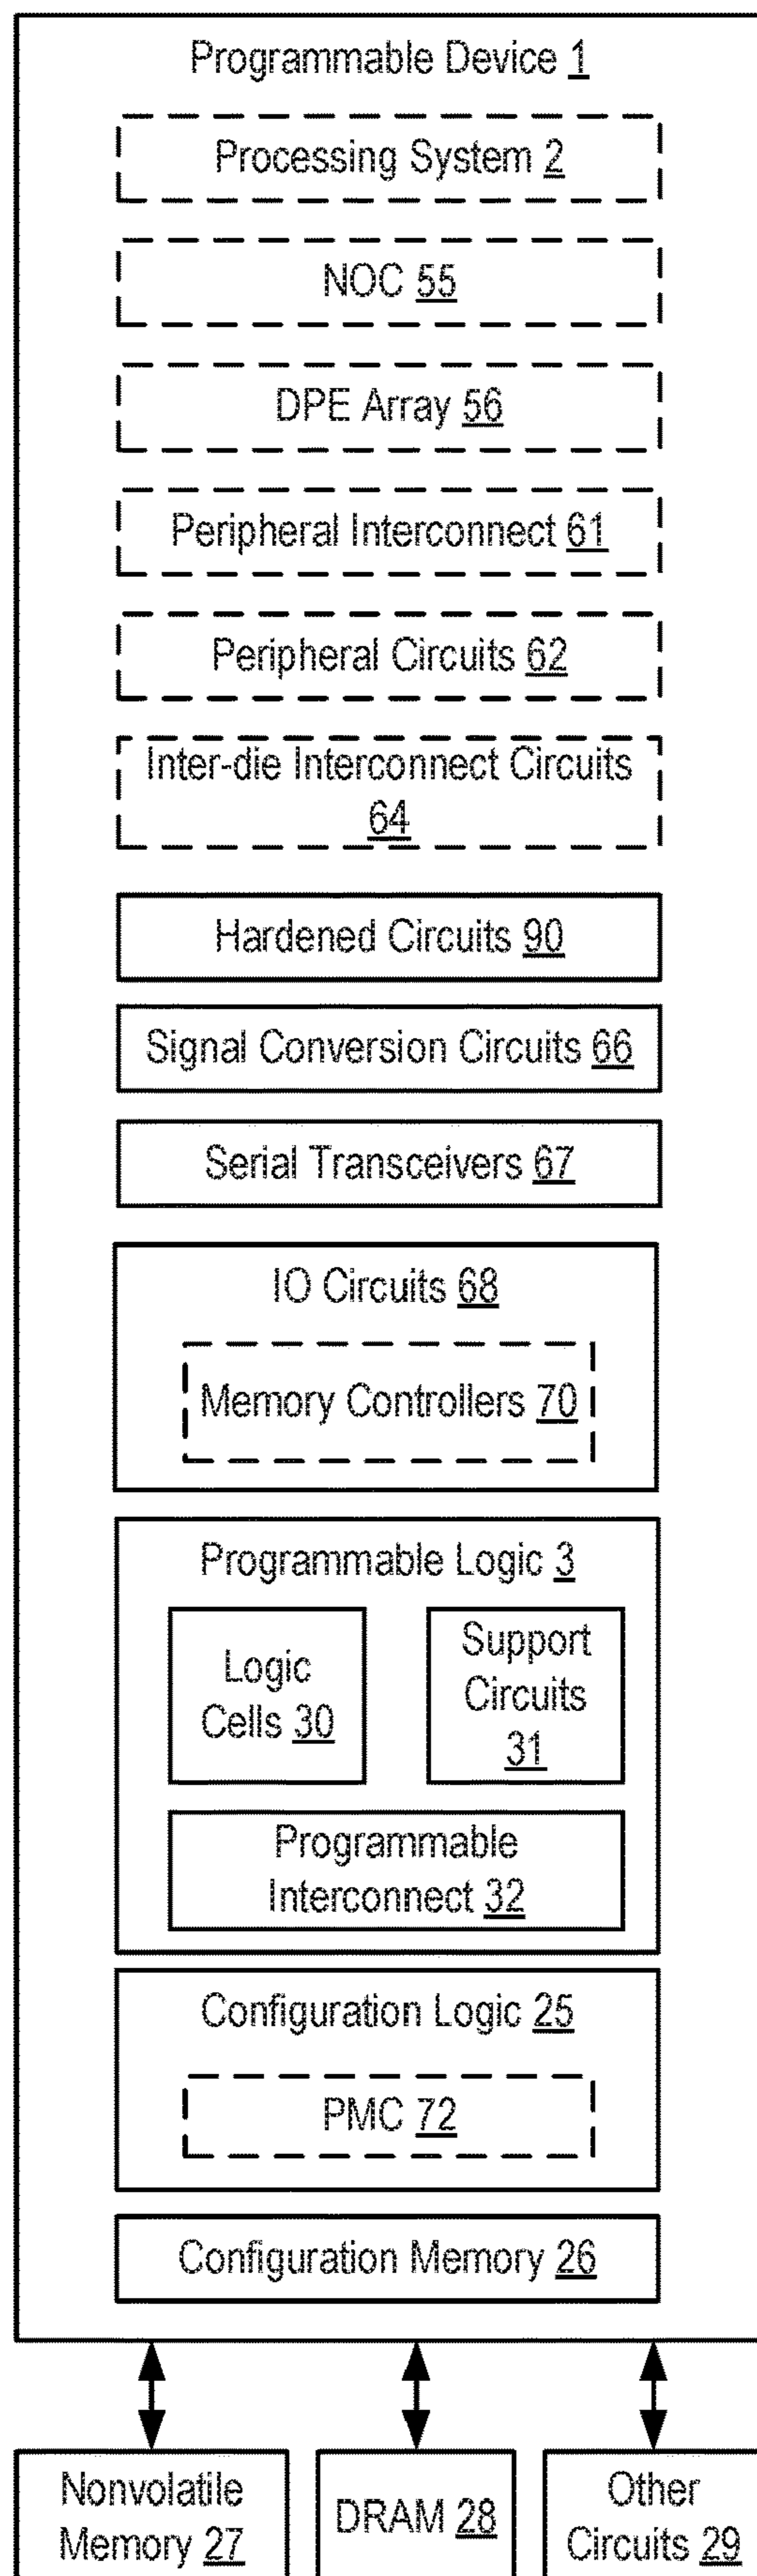 Programmable Device 1
Processing System 2
NOC 55
DPE Array 56
Peripheral Interconnect 61
Peripheral Circuits 62
Inter-die Interconnect Circuits
64
Hardened Circuits 90
Signal Conversion Circuits 66
Serial Transceivers 67
IO Circuits 68
Memory Controllers 70
Programmable Logic 3
Logic
Cells 30
Support
Circuits
31
Programmable
Interconnect 32
Configuration Logic 25
PMC 72
Configuration Memory 26
Nonvolatile
Memory 27
DRAM 28
Other
Circuits 29